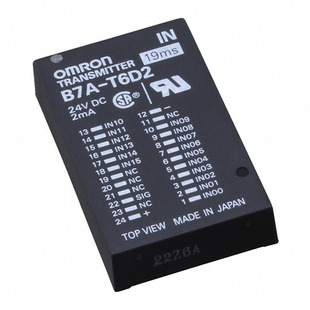 IN
19ms
OMRON
TRANSMITTER
B7A-T6D2
24V DC
2mA
13 IN10
14 IN11
15 IN12
16 IN13
17 IN14
18 IN15
19 NC
20 NC
21 NC
22 SIG
23 NC
24 +
12 -
11 NC
10 IN09
9 IN08
8 IN07
7 IN06
6 IN05
5 IN04
4 IN03
3 IN02
2 IN01
1 IN00
TOP VIEW MADE IN JAPAN
22Z6A